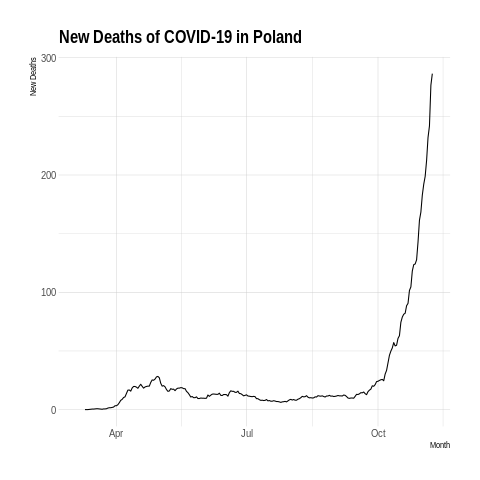 New Deaths of COVID-19 in Poland
New Deaths
300
200
100
0
Apr
Jul
Oct
Month